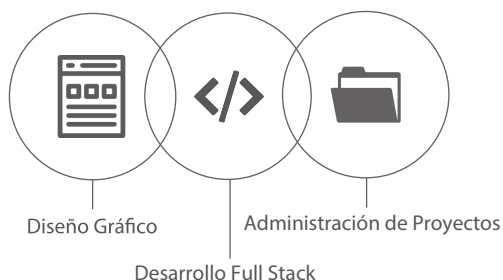 Diseño Gráfico
Administración de Proyectos
Desarrollo Full Stack